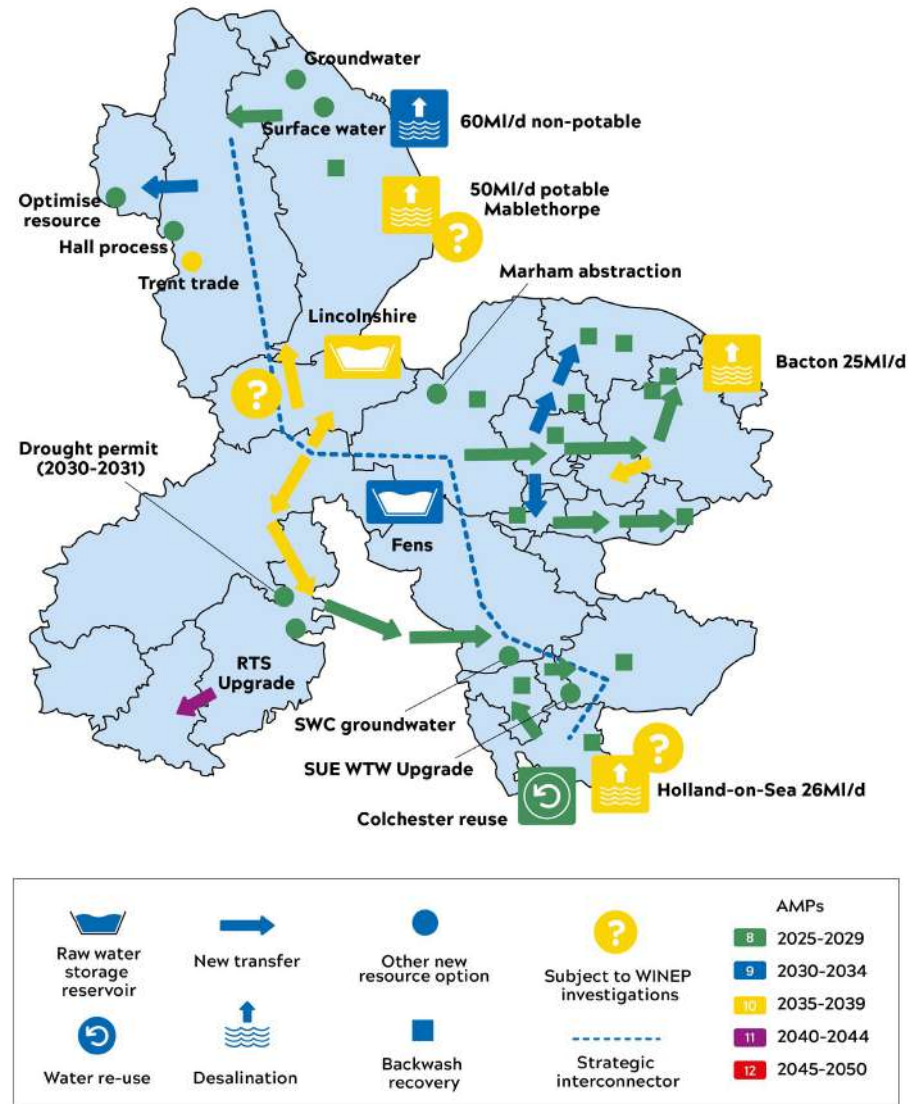 Groundwater
Surface water
60Ml/d non-potable
50Ml/d potable
Mablethorpe
?
Optimise
resource
Hall process
Trent trade
Marham abstraction
Lincolnshire
Bacton 25Ml/d
?
Drought permit
(2030-2031)
Fens
RTS
Upgrade
SWC groundwater
SUE WTW Upgrade
?
Holland-on-Sea 26Ml/d
Colchester reuse
Raw water
storage
reservoir
New transfer
Other new
resource option
?
Subject to WINEP
investigations
Water re-use
Desalination
Backwash
recovery
Strategic
interconnector
AMPs
8 2025-2029
9 2030-2034
10 2035-2039
11 2040-2044
12 2045-2050